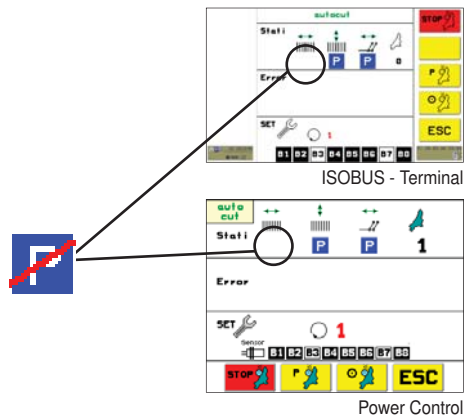 autocut
STOP
Stati
P P 0
Error
P
O
SET
1
ESC
B1 B2 B3 B4 B5 B6 B7 B8
ISOBUS - Terminal
auto
cut
Stati
P P 1
P
Error
SET
1
Sensor
B1 B2 B3 B4 B5 B6 B7 B8
STOP P O ESC
Power Control